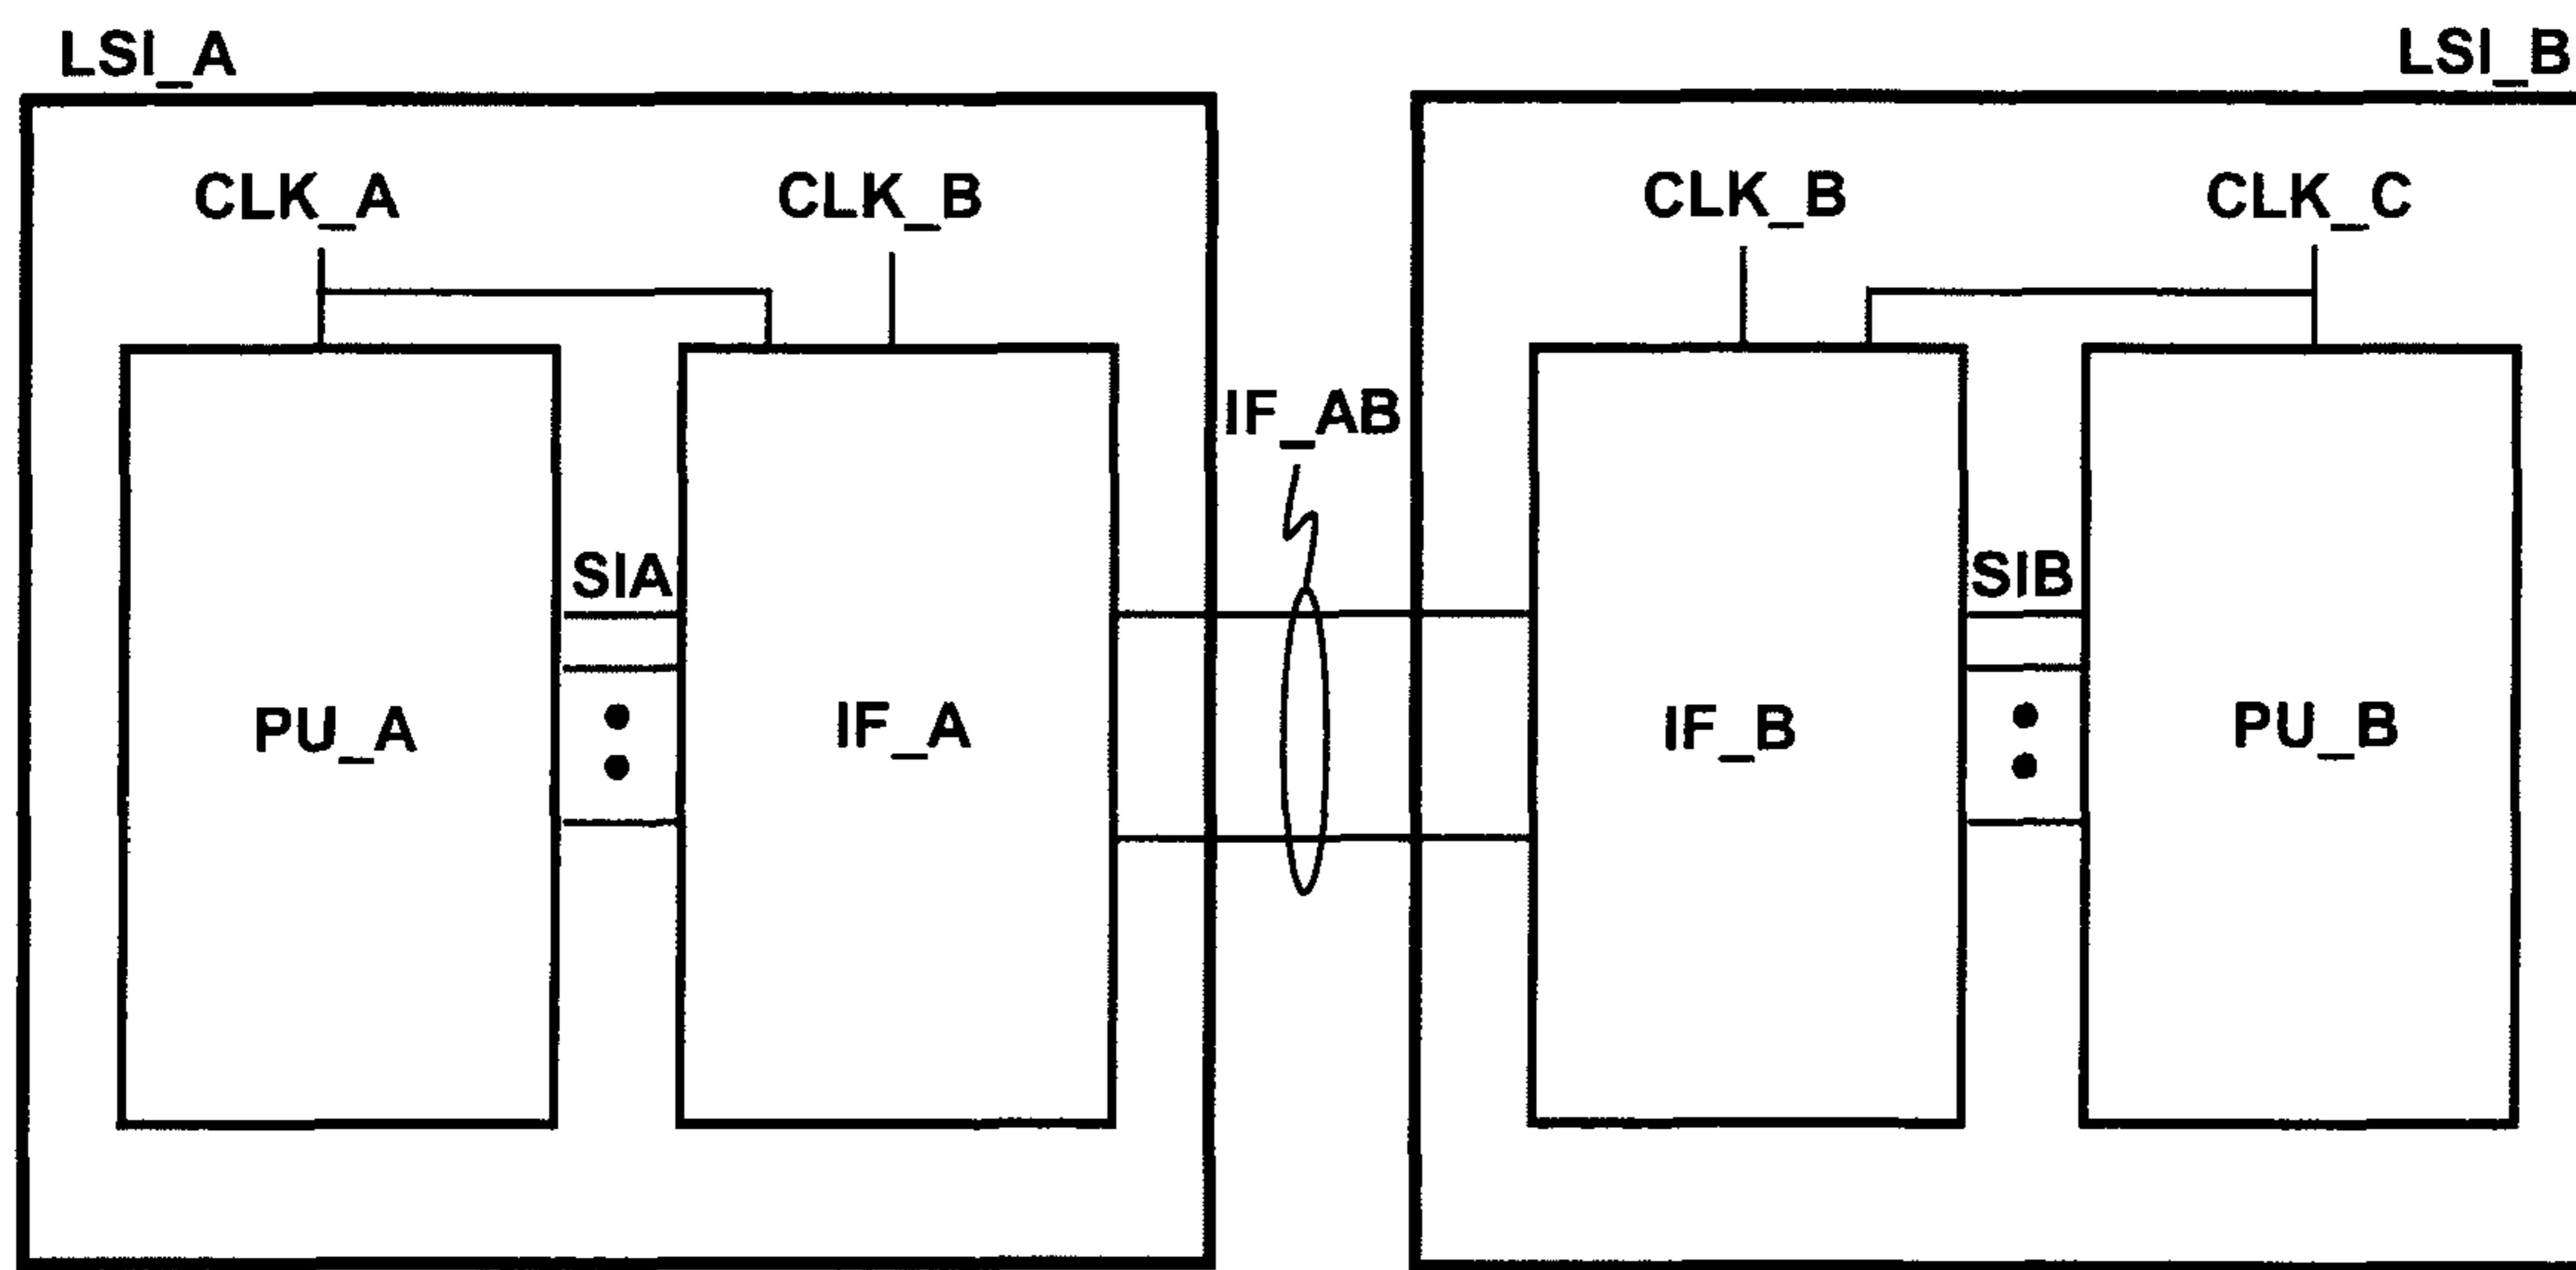 LSI_A
LSI_B
CLK_A
CLK_B
CLK_B
CLK_C
IF_AB
SIA
SIB
PU_A
IF_A
IF_B
PU_B